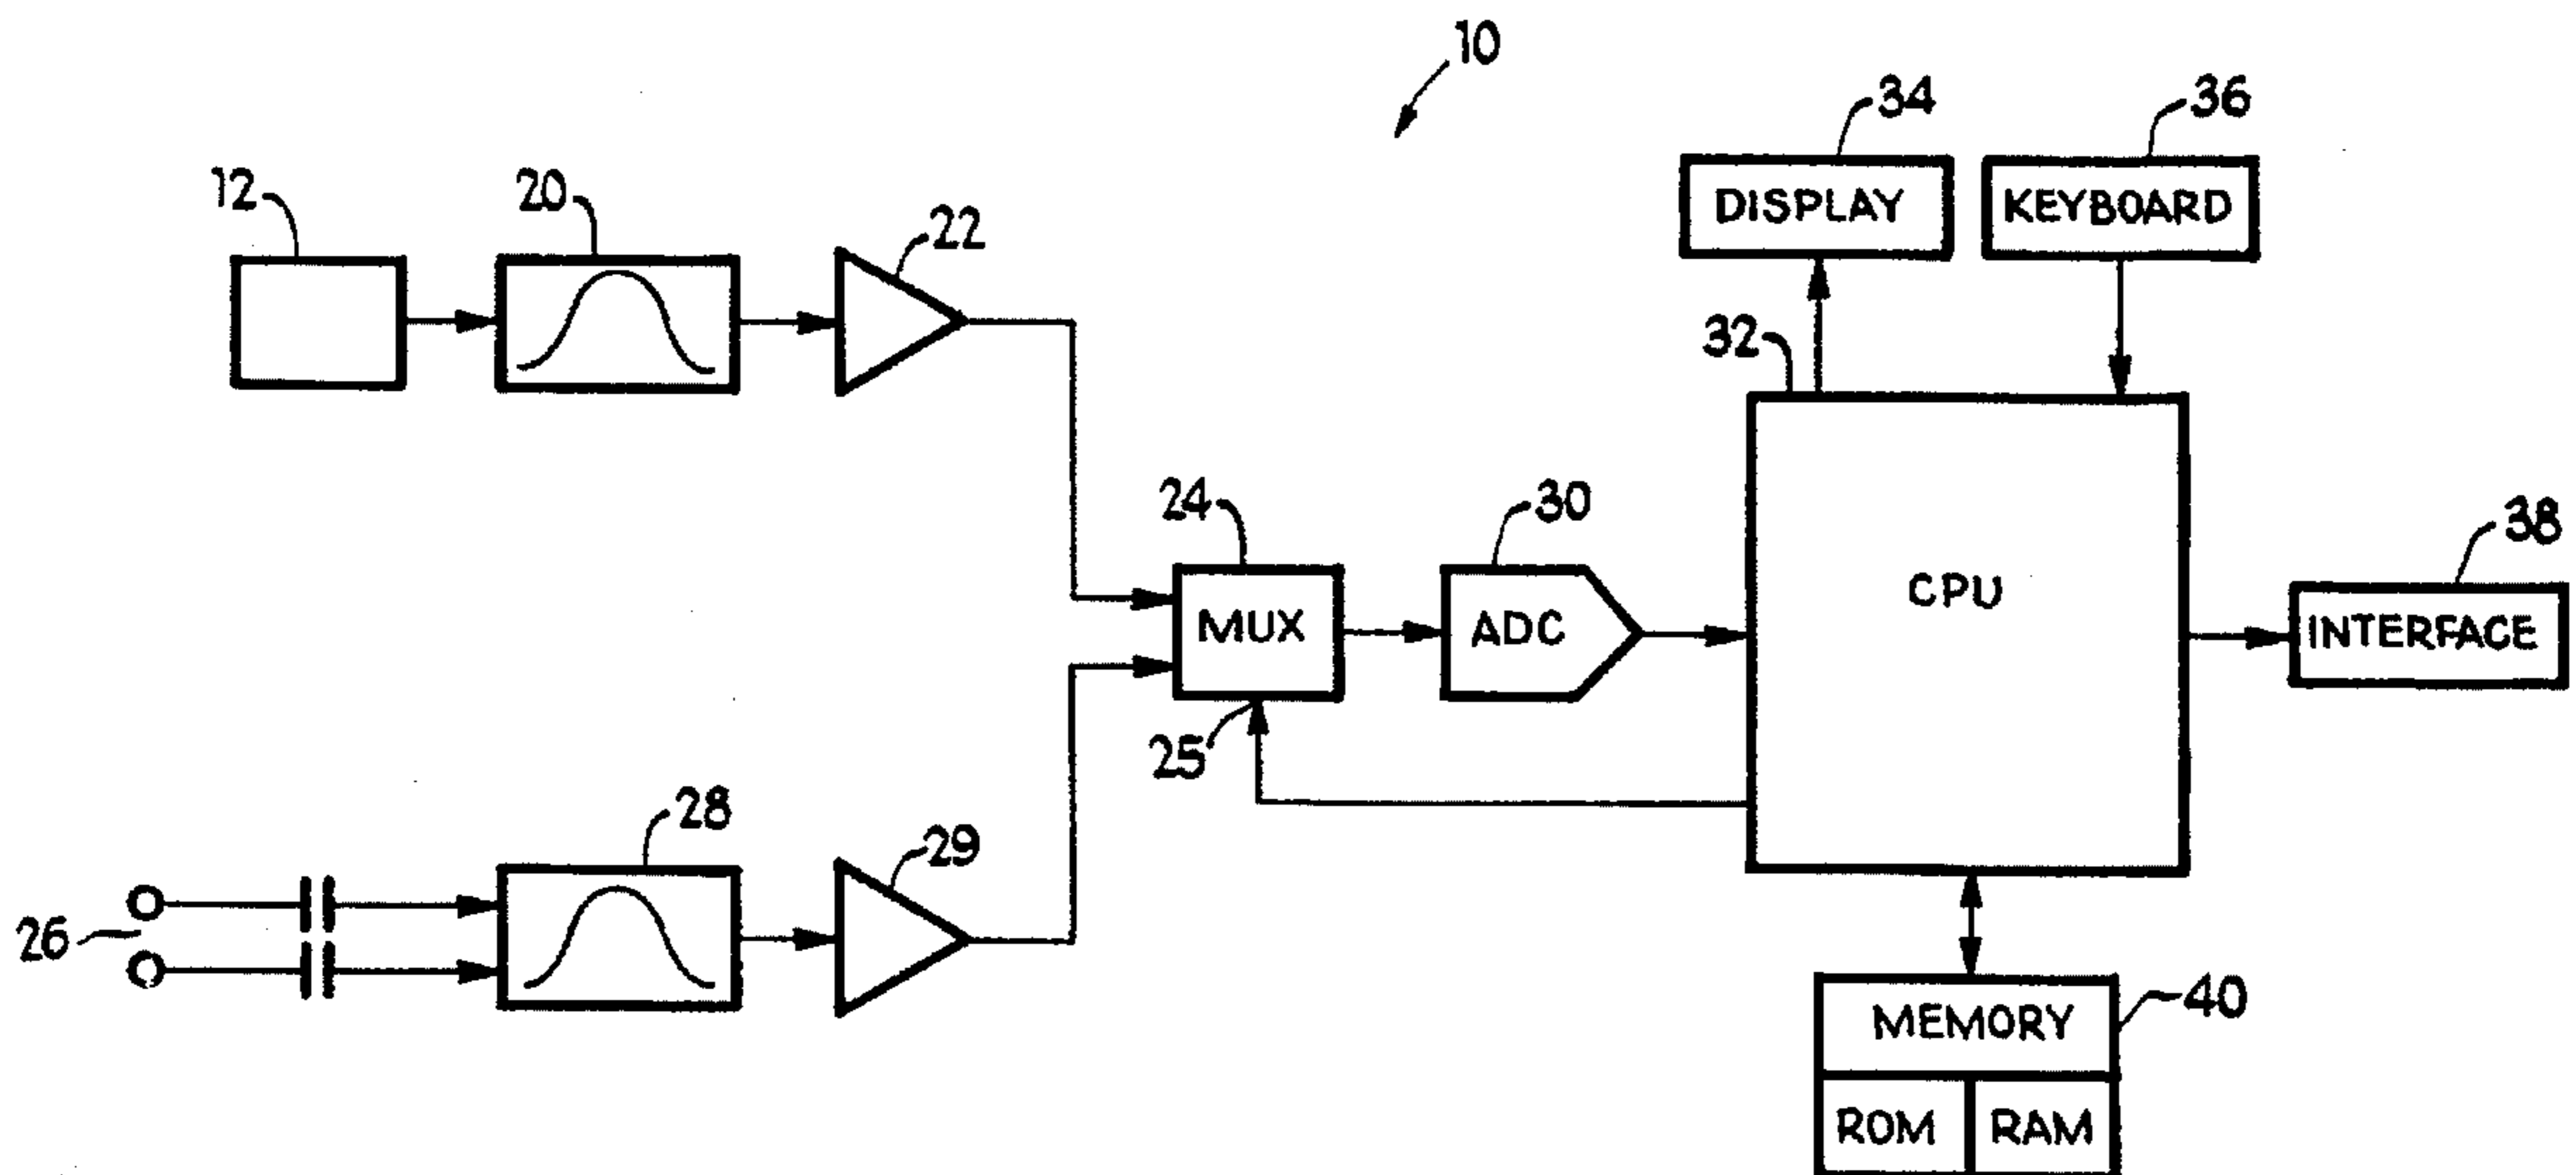 10
34
36
12
20
22
DISPLAY
KEYBOARD
32
24
30
38
MUX
ADC
CPU
INTERFACE
25
28
29
26
40
MEMORY
ROM
RAM